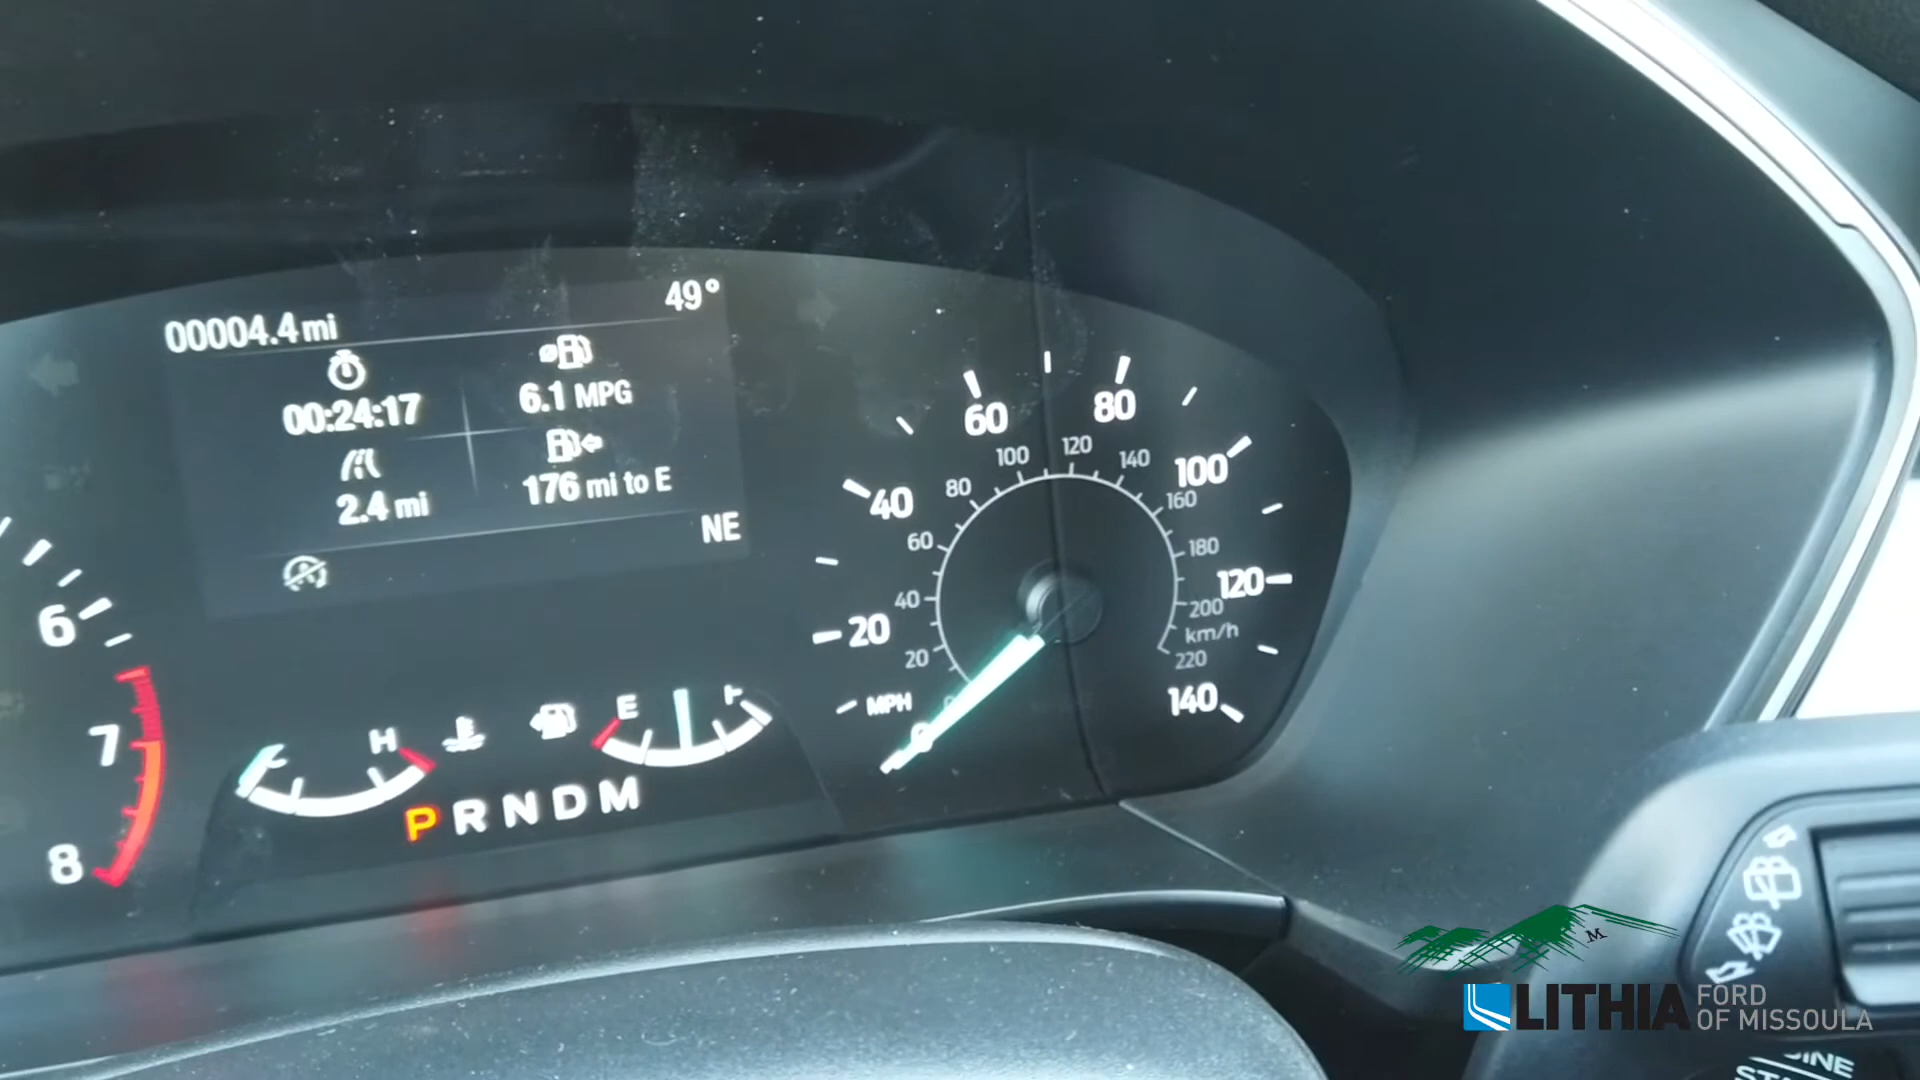 49°
00004.4 mi
00:24:17
6.1 MPG
2.4 mi
176 mi to E
NE
6
7
8
H
E
P R N D M
0
20
40
60
80
100
120
140
MPH
20
40
60
80
100
120
140
160
180
200
220
km/h
M
LITHIA
FORD
OF MISSOULA